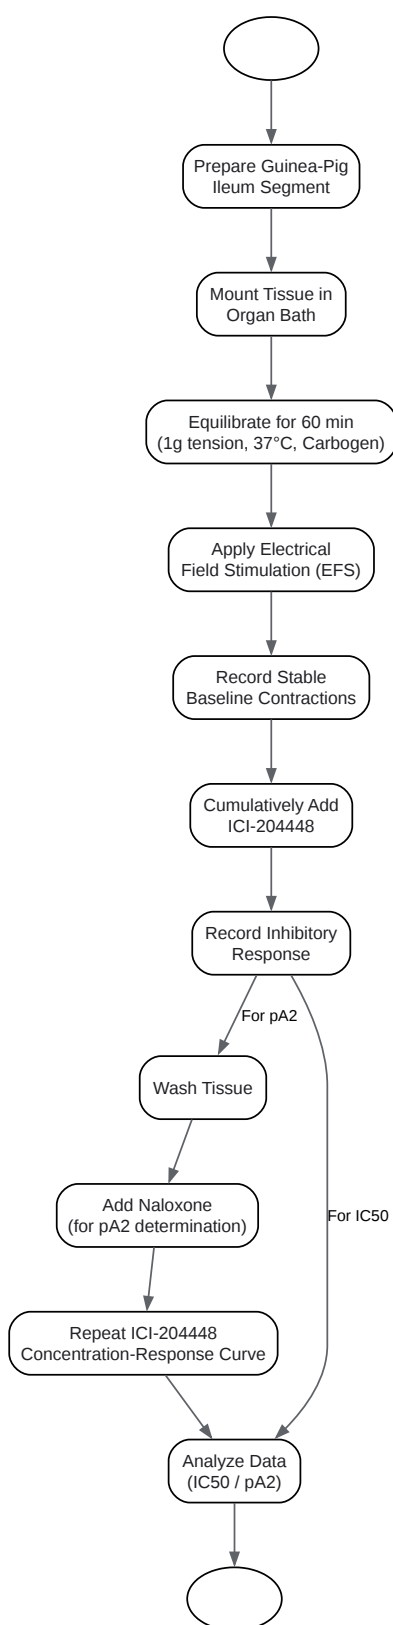 Prepare Guinea-Pig
Ileum Segment
Mount Tissue in
Organ Bath
Equilibrate for 60 min
(1g tension, 37°C, Carbogen)
Apply Electrical
Field Stimulation (EFS)
Record Stable
Baseline Contractions
Cumulatively Add
ICI-204448
Record Inhibitory
Response
For pA2
Wash Tissue
Add Naloxone
(for pA2 determination)
For IC50
Repeat ICI-204448
Concentration-Response Curve
Analyze Data
(IC50 / pA2)